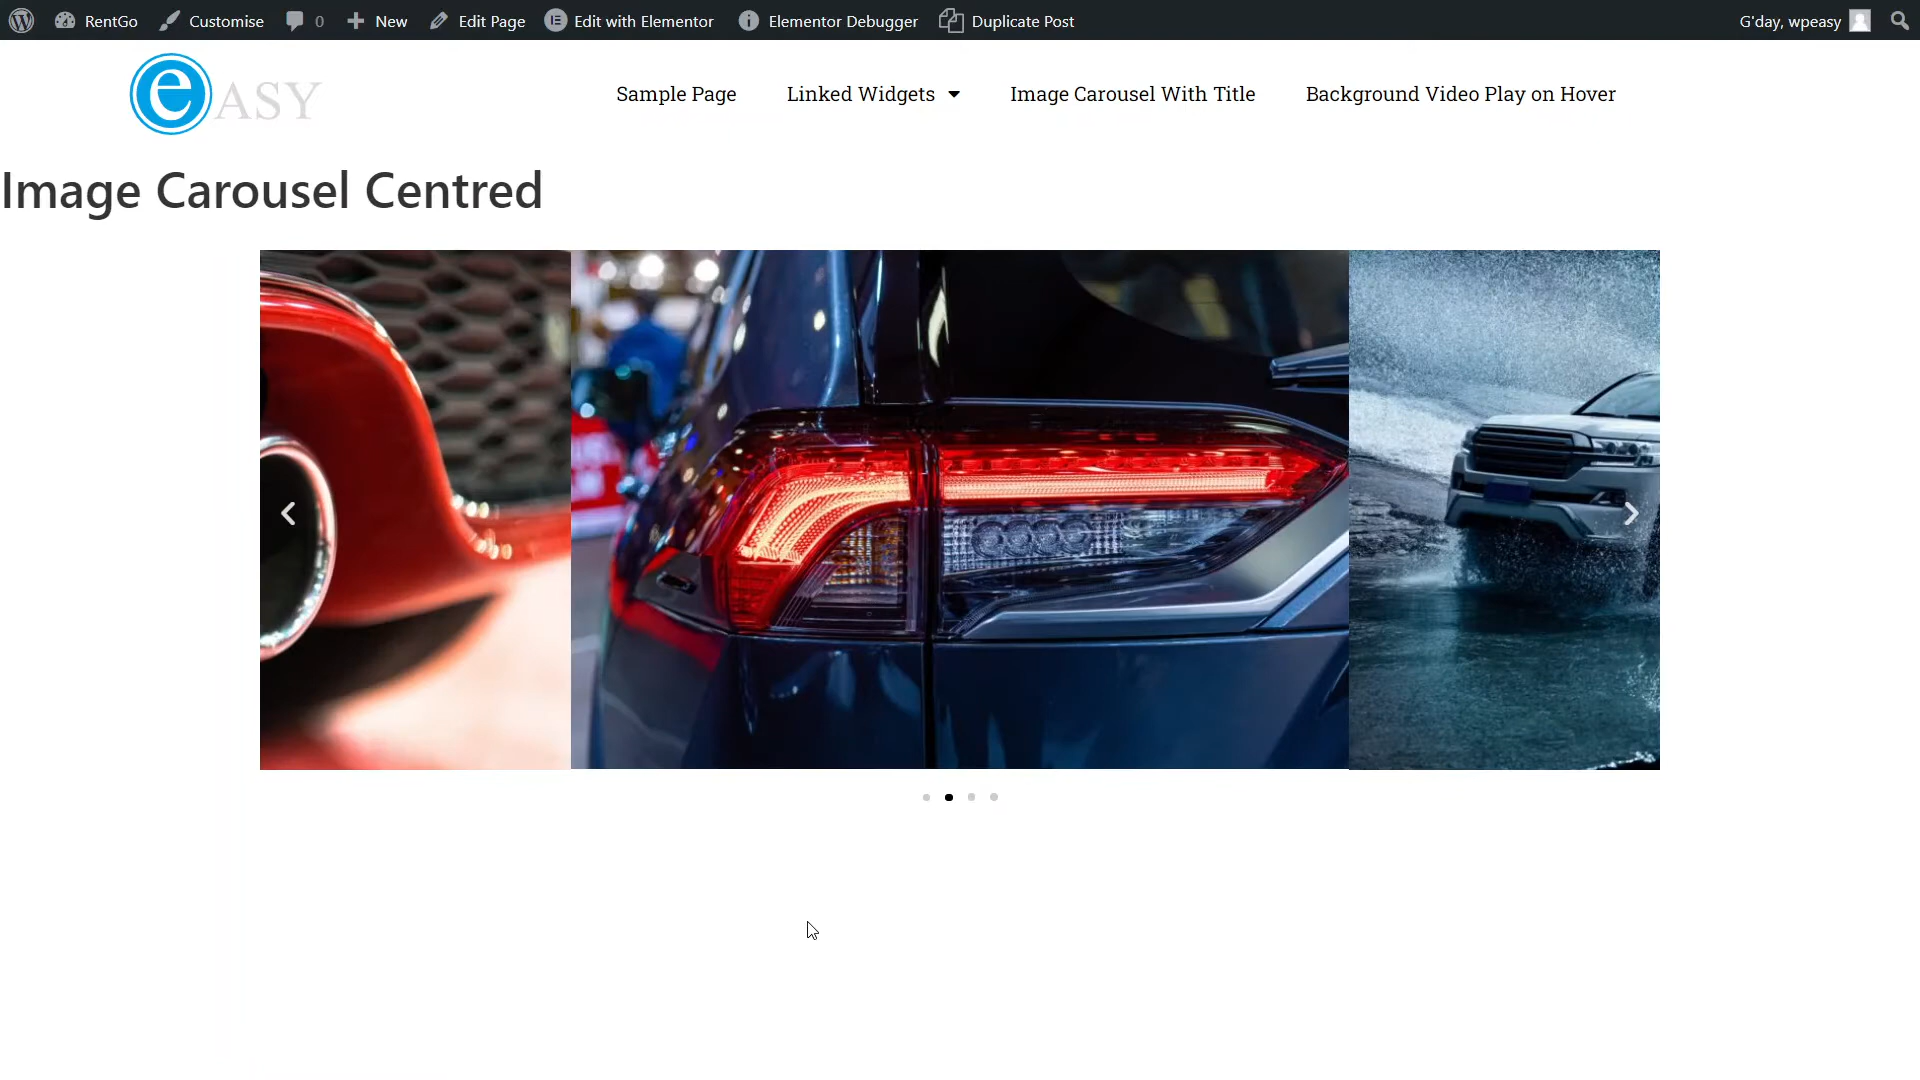 RentGo Customise 0 New Edit Page Edit with Elementor Elementor Debugger Duplicate Post G'day, wpeasy
eASY Sample Page Linked Widgets Image Carousel With Title Background Video Play on Hover
Image Carousel Centred